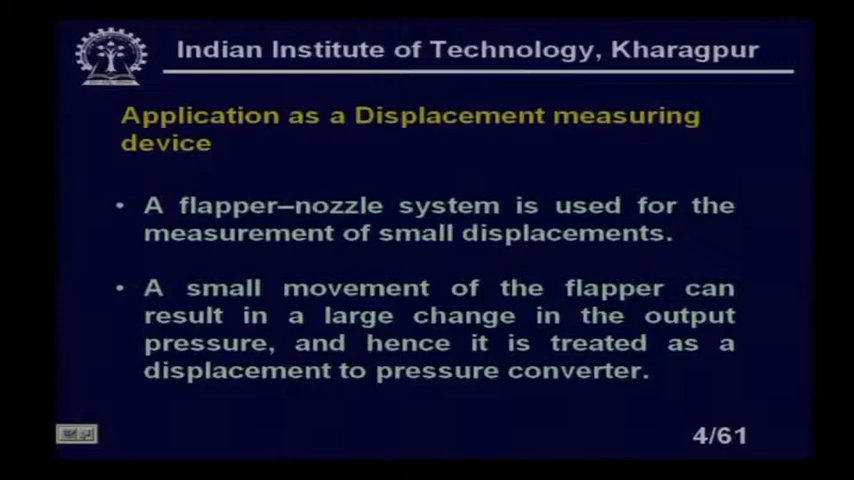 Indian Institute of Technology, Kharagpur
Application as a Displacement measuring
device
• A flapper–nozzle system is used for the
measurement of small displacements.
• A small movement of the flapper can
result in a large change in the output
pressure, and hence it is treated as a
displacement to pressure converter.
4/61